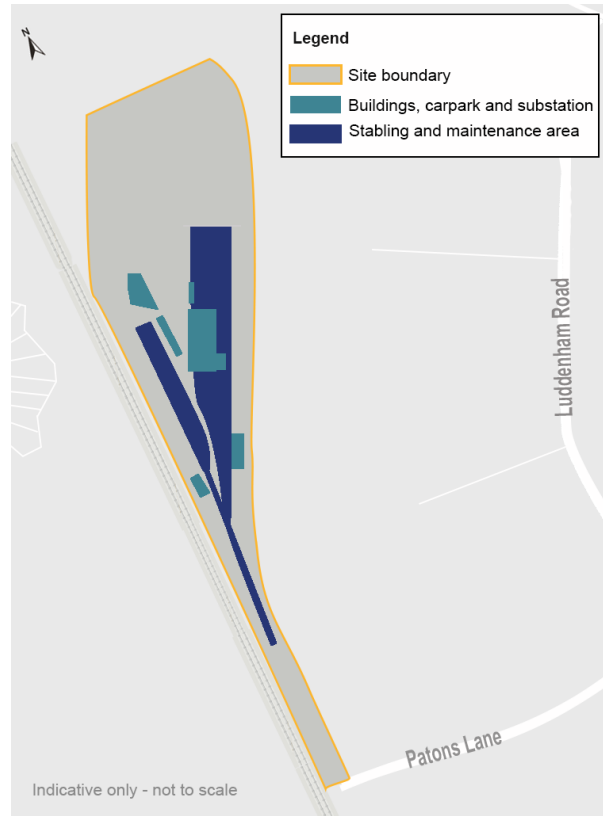 N
Legend
Site boundary
Buildings, carpark and substation
Stabling and maintenance area
Luddenham Road
Patons Lane
Indicative only - not to scale